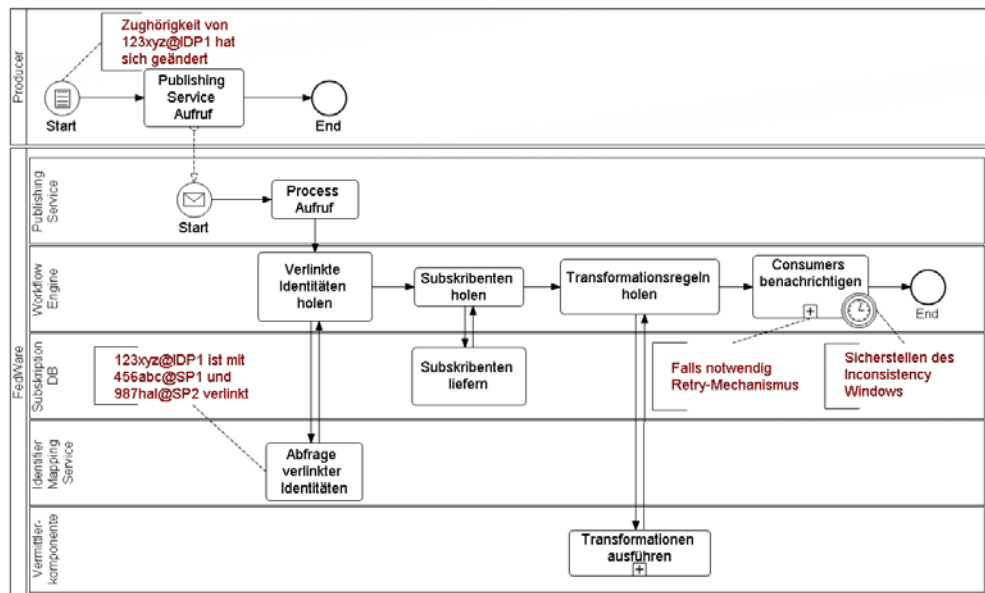 Producer
Zughörigkeit von
123xyz@IDP1 hat
sich geändert
Start
Publishing
Service
Aufruf
End
FedWare
Publishing
Service
Start
Process
Aufruf
Workflow
Engine
Verlinkte
Identitäten
holen
Subskribenten
holen
Transformationsregeln
holen
Consumers
benachrichtigen
End
Subskription
DB
123xyz@IDP1 ist mit
456abc@SP1 und
987hal@SP2 verlinkt
Subskribenten
liefern
Falls notwendig
Retry-Mechanismus
Sicherstellen des
Inconsistency
Windows
Identifier
Mapping
Service
Abfrage
verlinkter
Identitäten
Vermittler-
komponente
Transformationen
ausführen